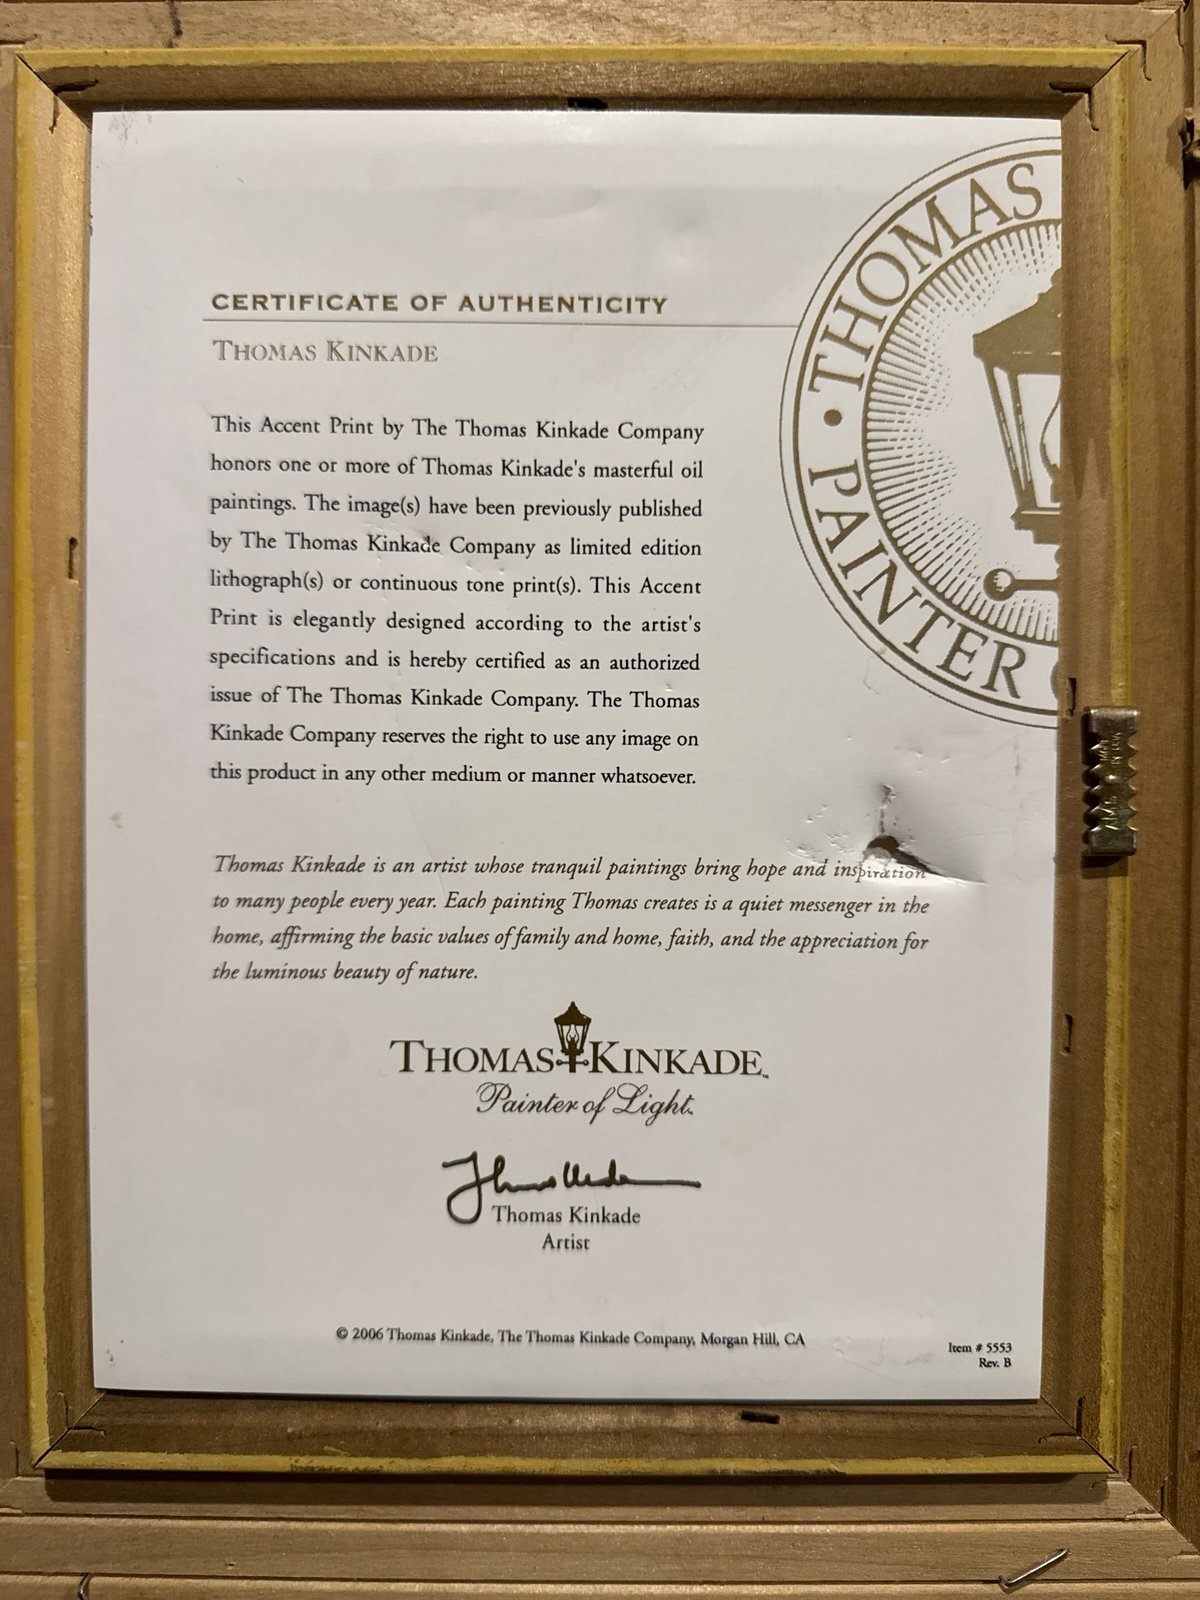 CERTIFICATE OF AUTHENTICITY
THOMAS KINKADE
This Accent Print by The Thomas Kinkade Company
honors one or more of Thomas Kinkade's masterful oil
paintings. The image(s) have been previously published
by The Thomas Kinkade Company as limited edition
lithograph(s) or continuous tone print(s). This Accent
Print is elegantly designed according to the artist's
specifications and is hereby certified as an authorized
issue of The Thomas Kinkade Company. The Thomas
Kinkade Company reserves the right to use any image on
this product in any other medium or manner whatsoever.
THOMAS
• PAINTER
Thomas Kinkade is an artist whose tranquil paintings bring hope and inspiration
to many people every year. Each painting Thomas creates is a quiet messenger in the
home, affirming the basic values of family and home, faith, and the appreciation for
the luminous beauty of nature.
THOMAS KINKADE™
Painter of Light™
Thomas Kinkade
Artist
© 2006 Thomas Kinkade, The Thomas Kinkade Company, Morgan Hill, CA
Item # 5553
Rev. B